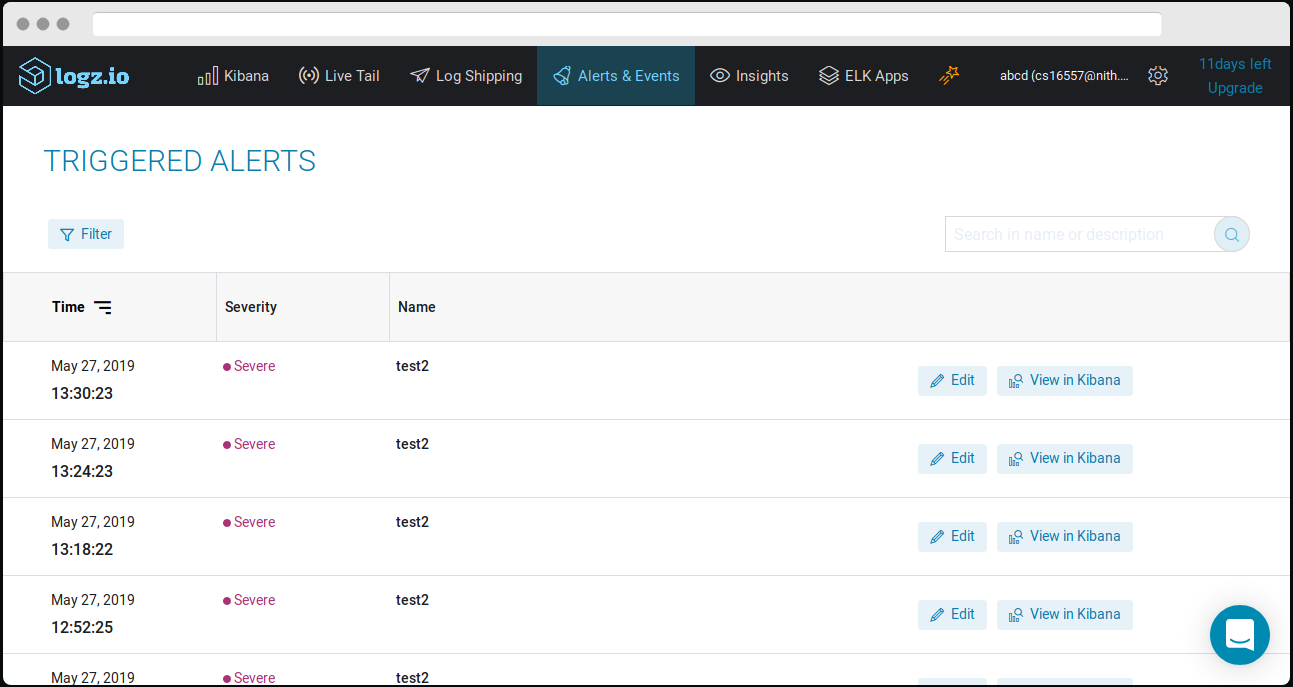 logz.io Kibana Live Tail Log Shipping Alerts & Events Insights ELK Apps abcd (cs16557@nith.... 11days left
Upgrade
TRIGGERED ALERTS
Filter Search in name or description
Time Severity Name
May 27, 2019 Severe test2
13:30:23 Edit View in Kibana
May 27, 2019 Severe test2
13:24:23 Edit View in Kibana
May 27, 2019 Severe test2
13:18:22 Edit View in Kibana
May 27, 2019 Severe test2
12:52:25 Edit View in Kibana
May 27, 2019 Severe test2